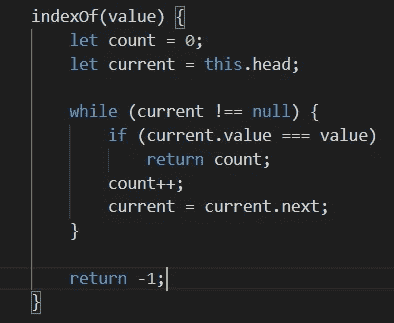 indexOf(value) {
    let count = 0;
    let current = this.head;

    while (current !== null) {
        if (current.value === value)
            return count;
        count++;
        current = current.next;
    }

    return -1;
}